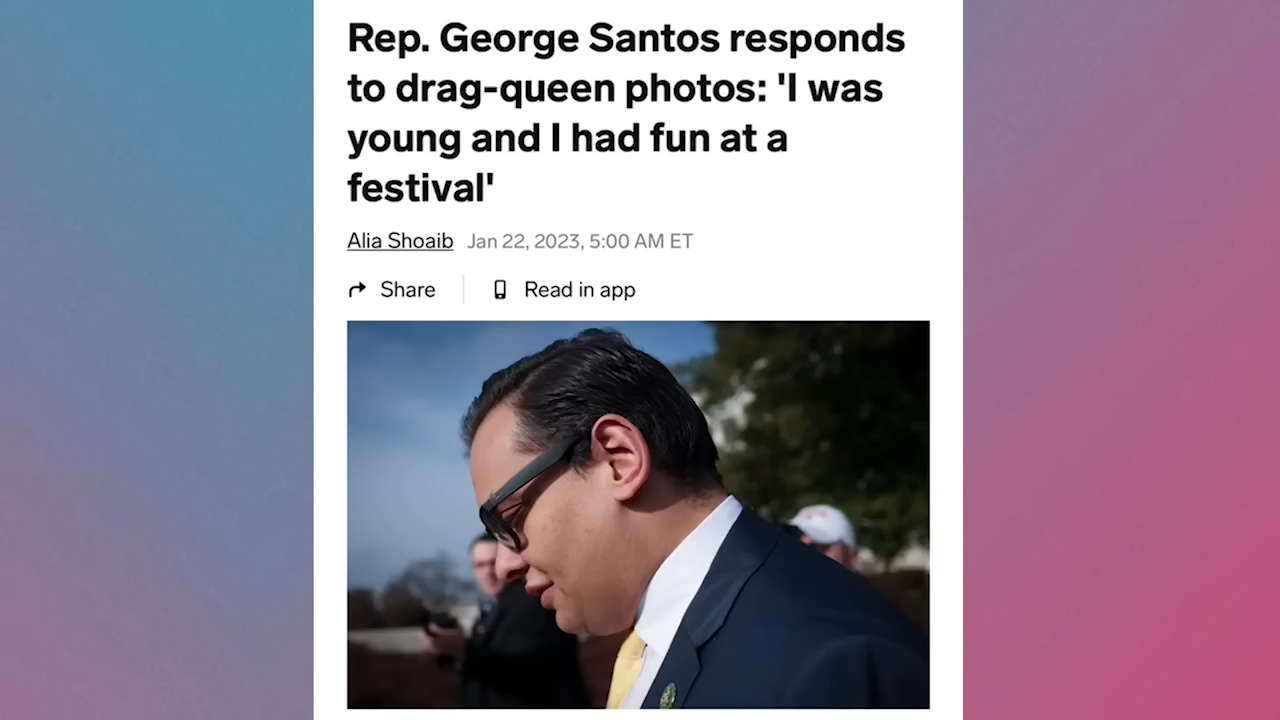 Rep. George Santos responds
to drag-queen photos: 'I was
young and I had fun at a
festival'
Alia Shoaib Jan 22, 2023, 5:00 AM ET
Share Read in app